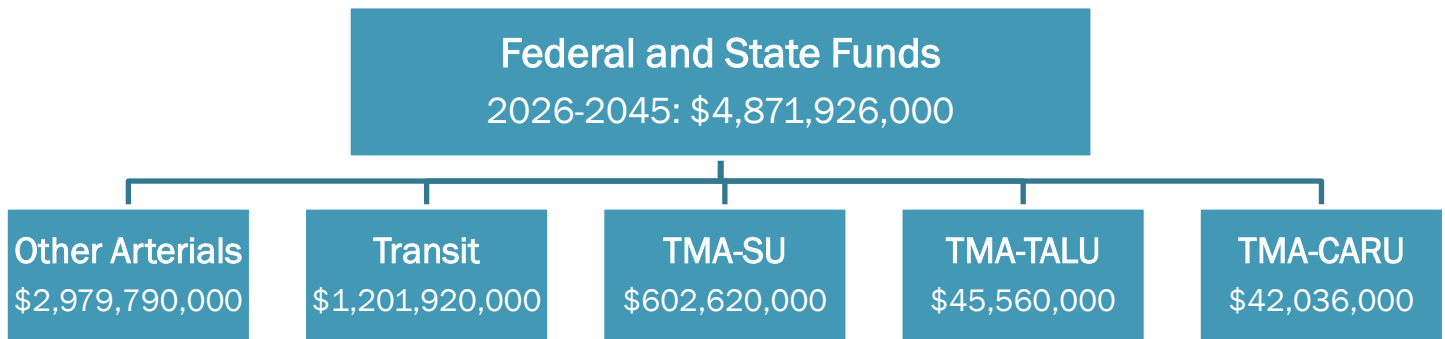 Federal and State Funds
2026-2045: $4,871,926,000
Other Arterials
$2,979,790,000
Transit
$1,201,920,000
TMA-SU
$602,620,000
TMA-TALU
$45,560,000
TMA-CARU
$42,036,000